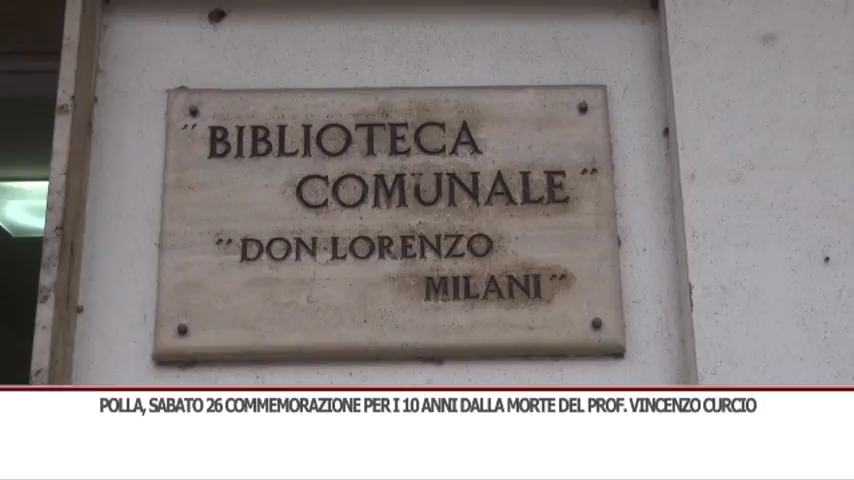 "BIBLIOTECA
COMUNALE"
"DON LORENZO
MILANI"
POLLA, SABATO 26 COMMEMORAZIONE PER I 10 ANNI DALLA MORTE DEL PROF. VINCENZO CURCIO